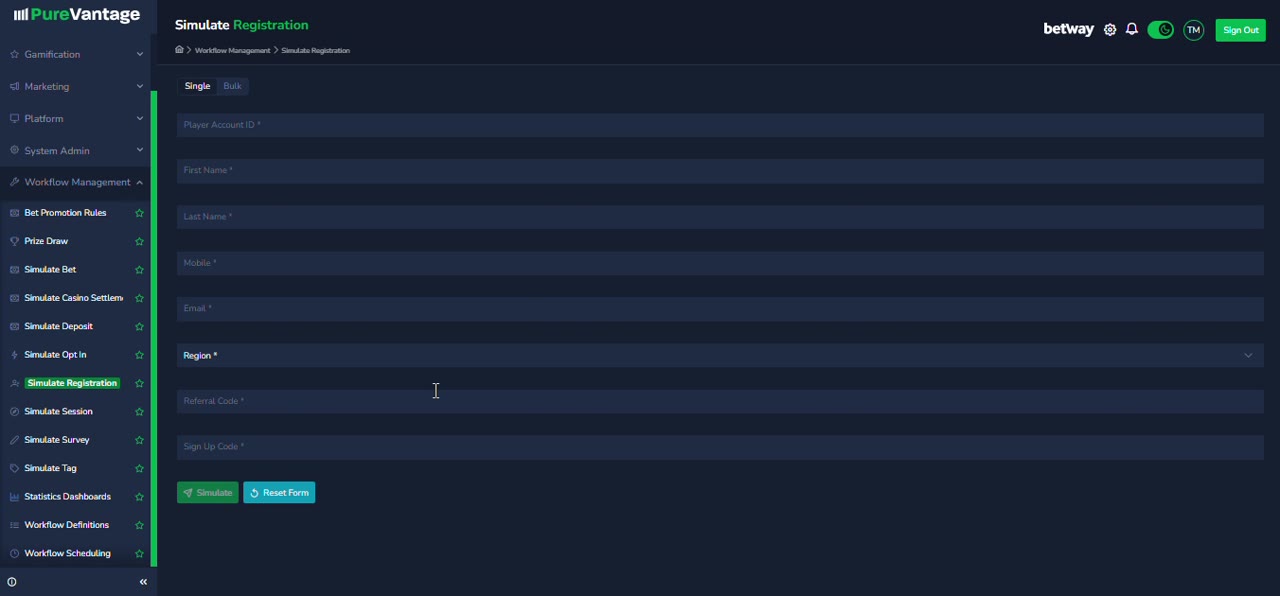 PureVantage
Gamification
Marketing
Platform
System Admin
Workflow Management
Bet Promotion Rules
Prize Draw
Simulate Bet
Simulate Casino Settlem
Simulate Deposit
Simulate Opt In
Simulate Registration
Simulate Session
Simulate Survey
Simulate Tag
Statistics Dashboards
Workflow Definitions
Workflow Scheduling
Simulate Registration
Workflow Management > Simulate Registration
betway TM Sign Out
Single Bulk
Player Account ID *
First Name *
Last Name *
Mobile *
Email *
Region *
Referral Code *
Sign Up Code *
Simulate Reset Form